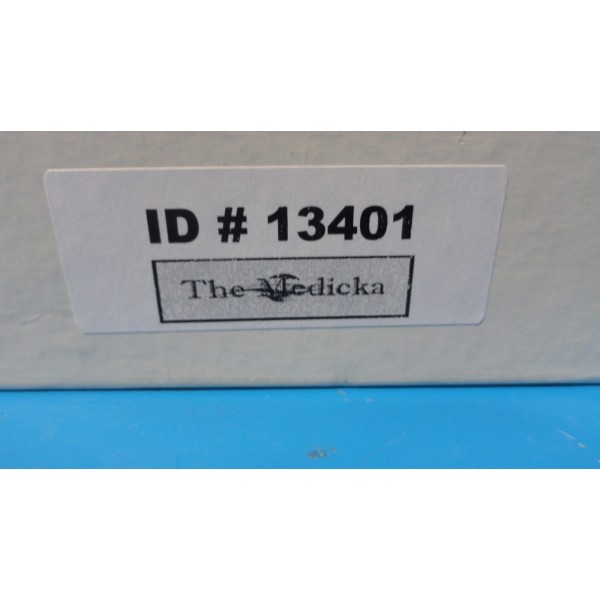 ID # 13401
The Medicka